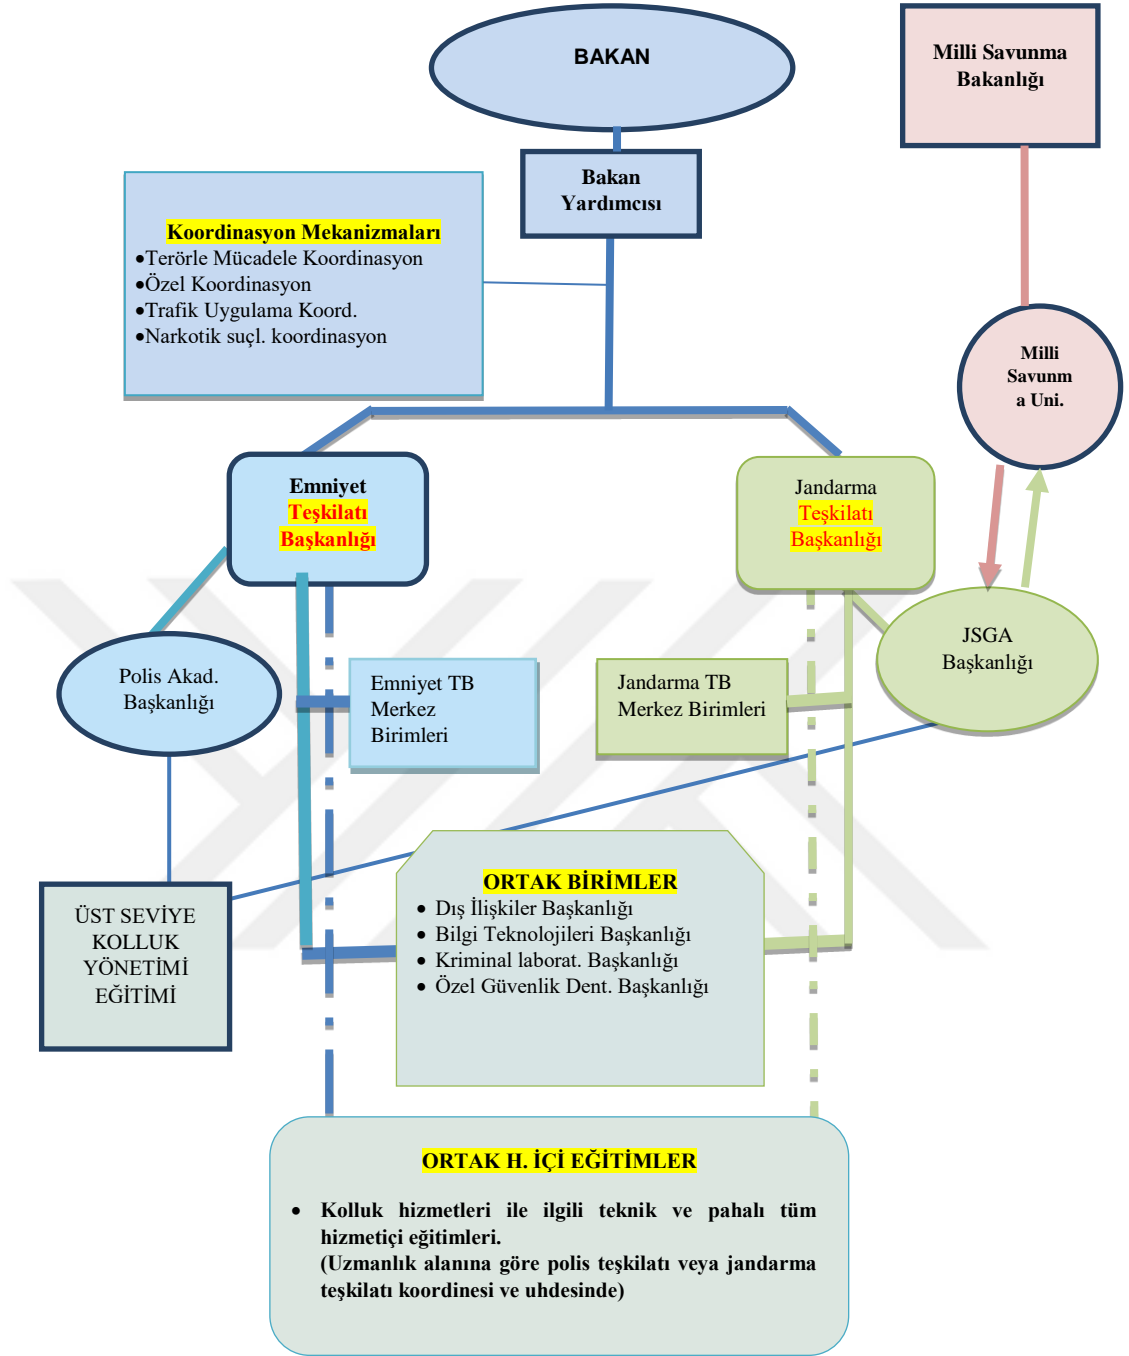 BAKAN
Milli Savunma
Bakanlığı
Bakan
Yardımcısı
Koordinasyon Mekanizmaları
•Terörle Mücadele Koordinasyon
•Özel Koordinasyon
•Trafik Uygulama Koord.
•Narkotik suçl. koordinasyon
Milli
Savunm
a Uni.
Emniyet
Teşkilatı
Başkanlığı
Jandarma
Teşkilatı
Başkanlığı
Polis Akad.
Başkanlığı
Emniyet TB
Merkez
Birimleri
Jandarma TB
Merkez Birimleri
JSGA
Başkanlığı
ÜST SEVİYE
KOLLUK
YÖNETİMİ
EĞİTİMİ
ORTAK BİRİMLER
• Dış İlişkiler Başkanlığı
• Bilgi Teknolojileri Başkanlığı
• Kriminal laborat. Başkanlığı
• Özel Güvenlik Dent. Başkanlığı
ORTAK H. İÇİ EĞİTİMLER
• Kolluk hizmetleri ile ilgili teknik ve pahalı tüm
hizmetiçi eğitimleri.
(Uzmanlık alanına göre polis teşkilatı veya jandarma
teşkilatı koordinesi ve uhdesinde)